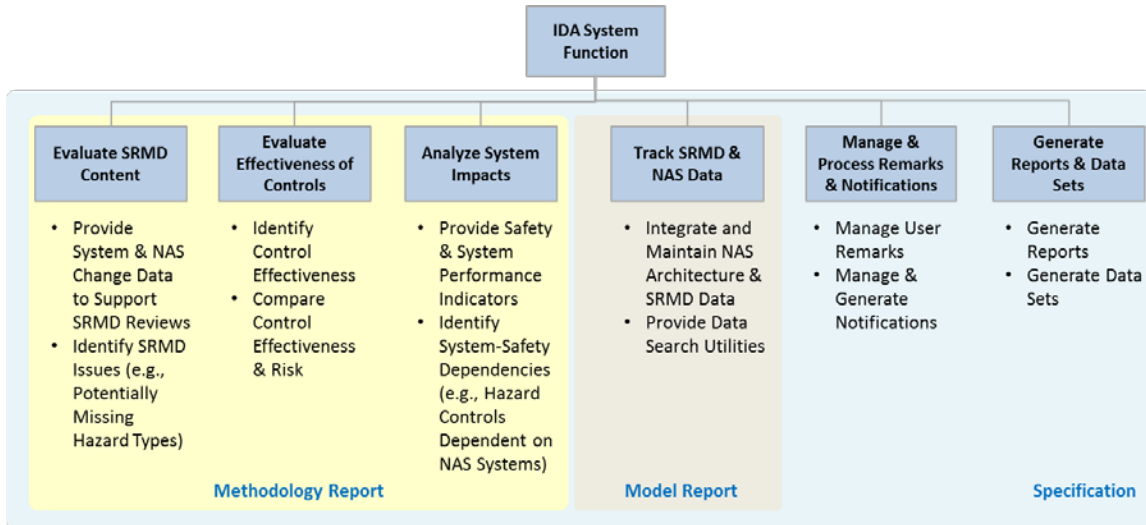 IDA System
Function
Evaluate SRMD
Content
• Provide
System & NAS
Change Data
to Support
SRMD Reviews
• Identify SRMD
Issues (e.g.,
Potentially
Missing
Hazard Types)
Evaluate
Effectiveness of
Controls
• Identify
Control
Effectiveness
• Compare
Control
Effectiveness
& Risk
Analyze System
Impacts
• Provide Safety
& System
Performance
Indicators
• Identify
System-Safety
Dependencies
(e.g., Hazard
Controls
Dependent on
NAS Systems)
Methodology Report
Track SRMD &
NAS Data
• Integrate and
Maintain NAS
Architecture &
SRMD Data
• Provide Data
Search Utilities
Model Report
Manage &
Process Remarks
& Notifications
• Manage User
Remarks
• Manage &
Generate
Notifications
Generate
Reports & Data
Sets
• Generate
Reports
• Generate Data
Sets
Specification